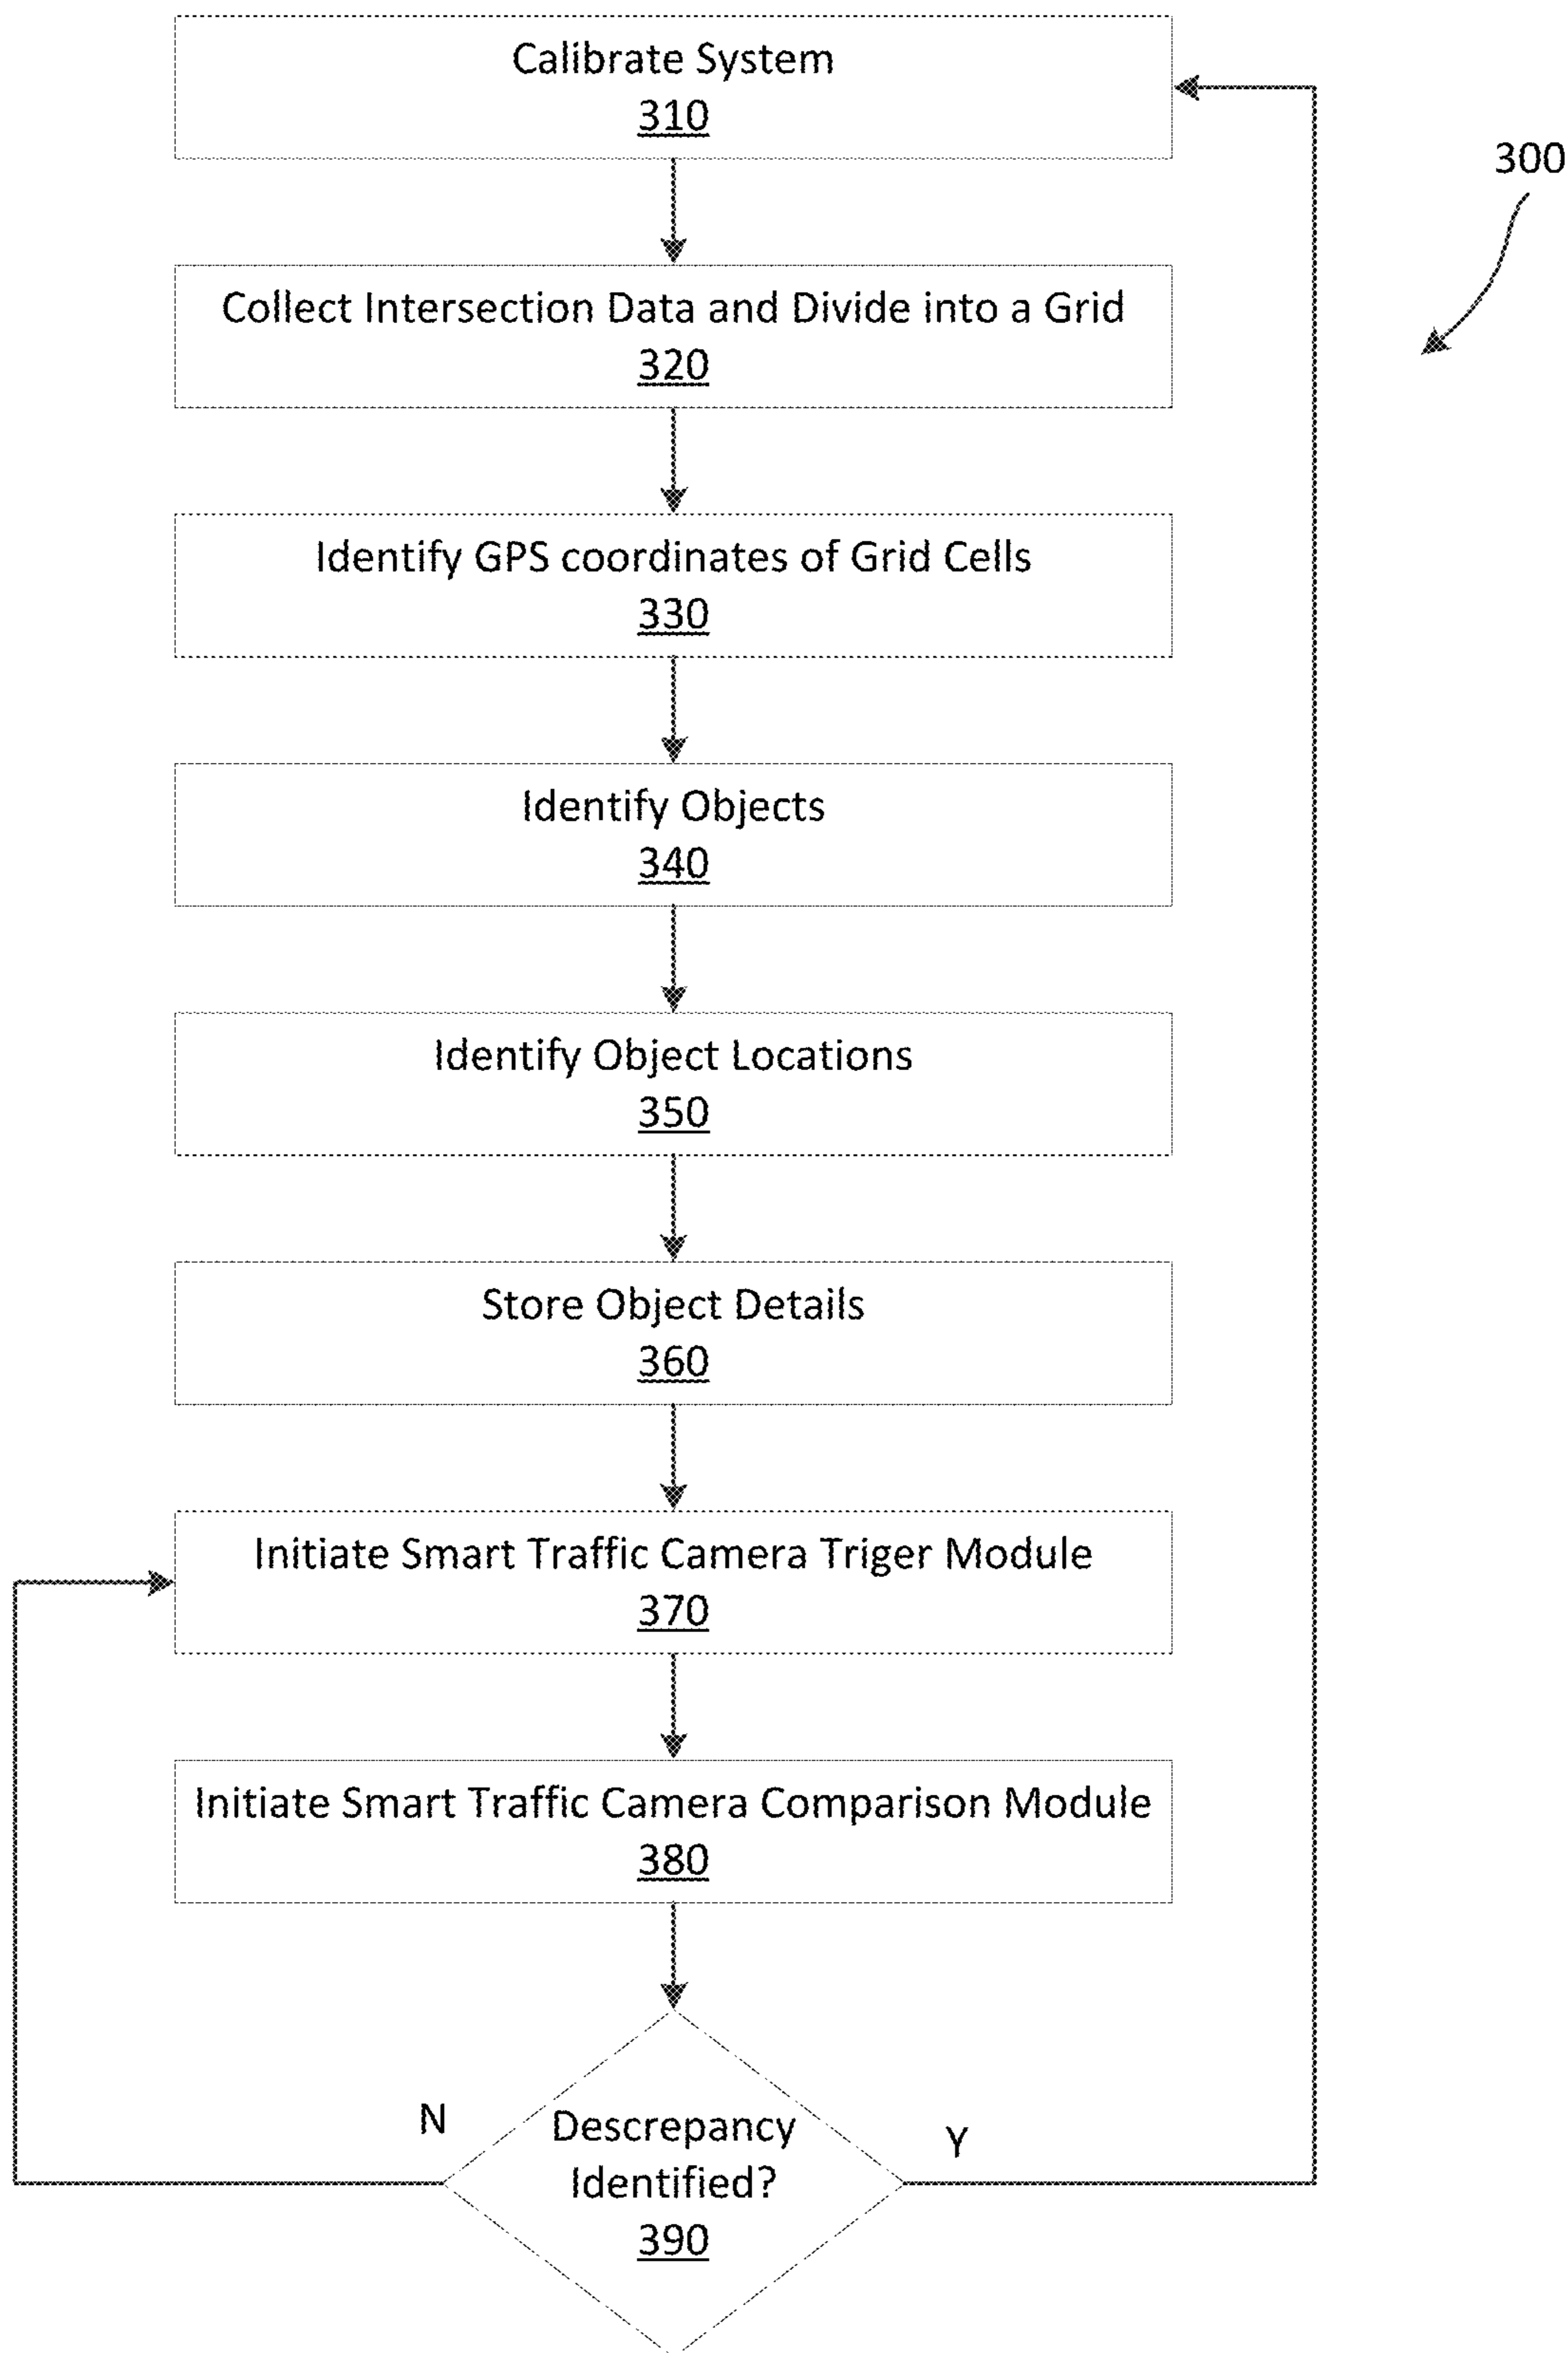 Calibrate System
310
300
Collect Intersection Data and Divide into a Grid
320
Identify GPS coordinates of Grid Cells
330
Identify Objects
340
Identify Object Locations
350
Store Object Details
360
Initiate Smart Traffic Camera Triger Module
370
Initiate Smart Traffic Camera Comparison Module
380
N
Y
Descrepancy
Identified?
390